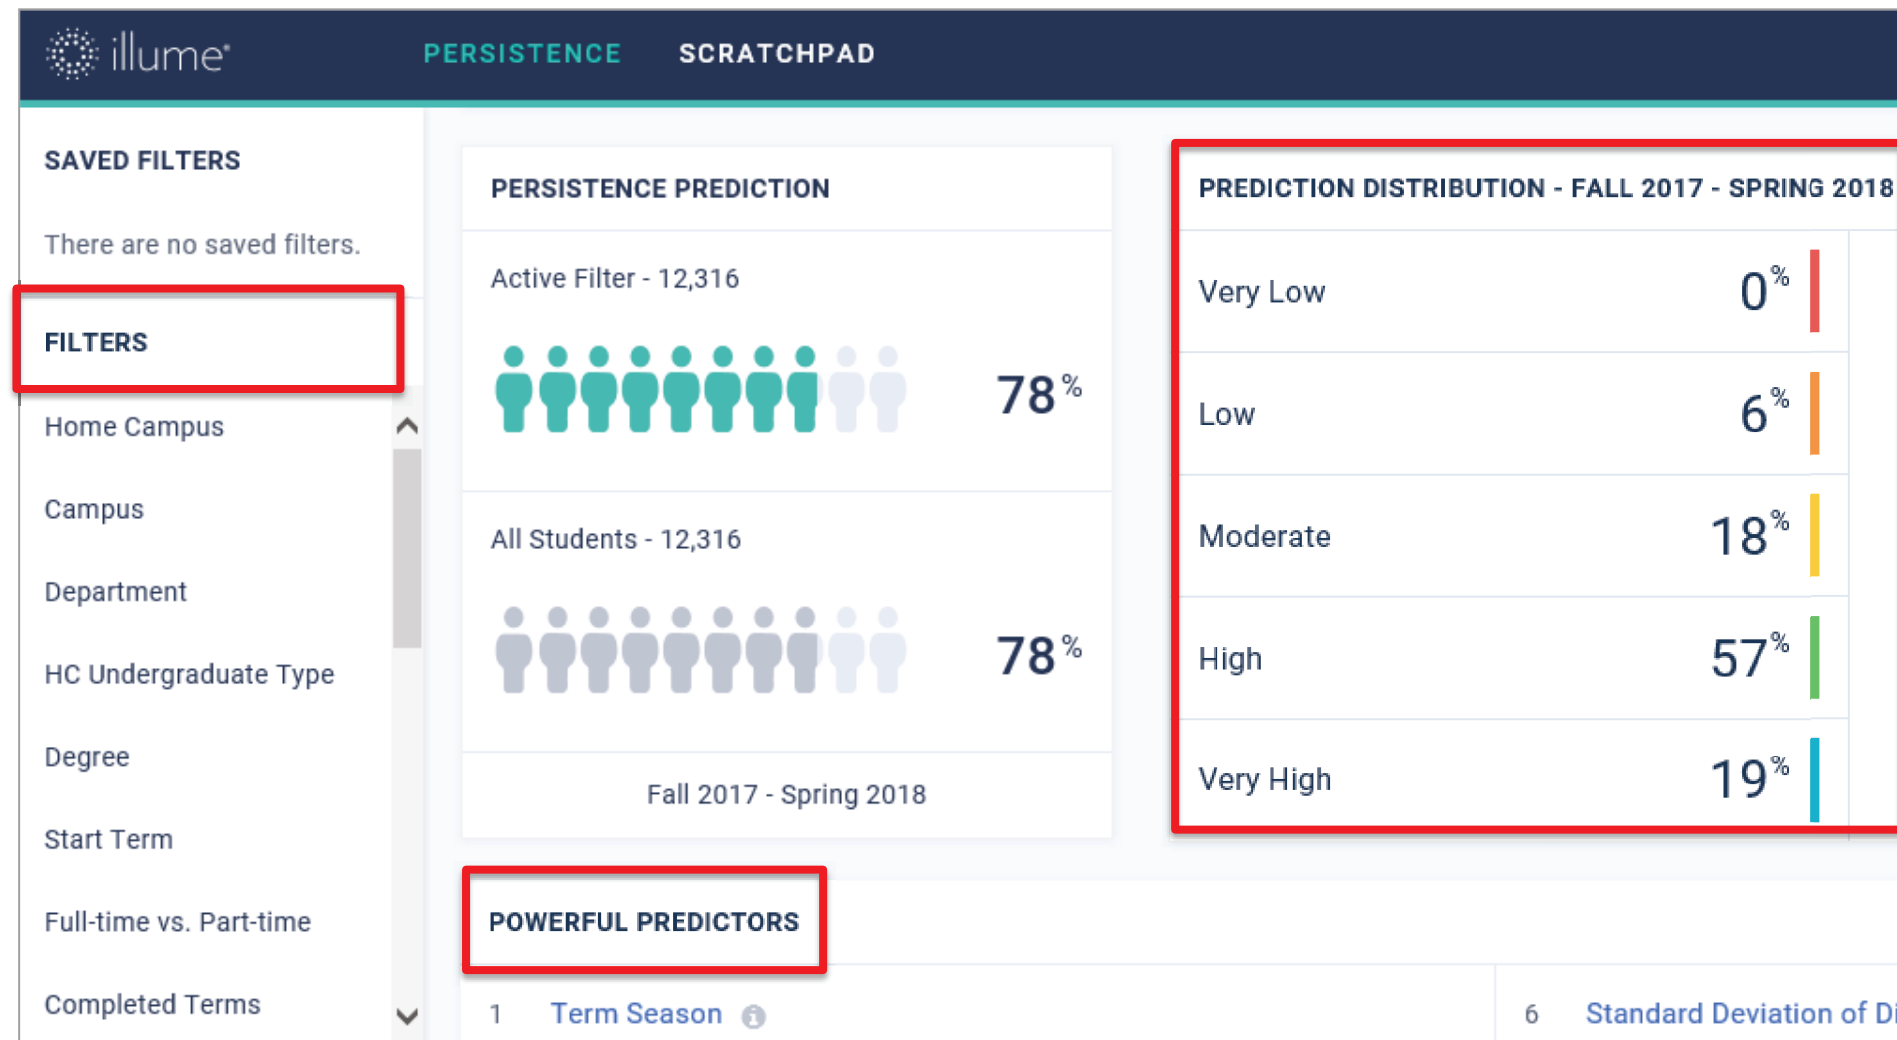 illume®
PERSISTENCE
SCRATCHPAD
SAVED FILTERS
There are no saved filters.
FILTERS
Home Campus
Campus
Department
HC Undergraduate Type
Degree
Start Term
Full-time vs. Part-time
Completed Terms
PERSISTENCE PREDICTION
Active Filter - 12,316
78%
All Students - 12,316
78%
Fall 2017 - Spring 2018
PREDICTION DISTRIBUTION - FALL 2017 - SPRING 2018
Very Low 0%
Low 6%
Moderate 18%
High 57%
Very High 19%
POWERFUL PREDICTORS
1 Term Season
6 Standard Deviation of